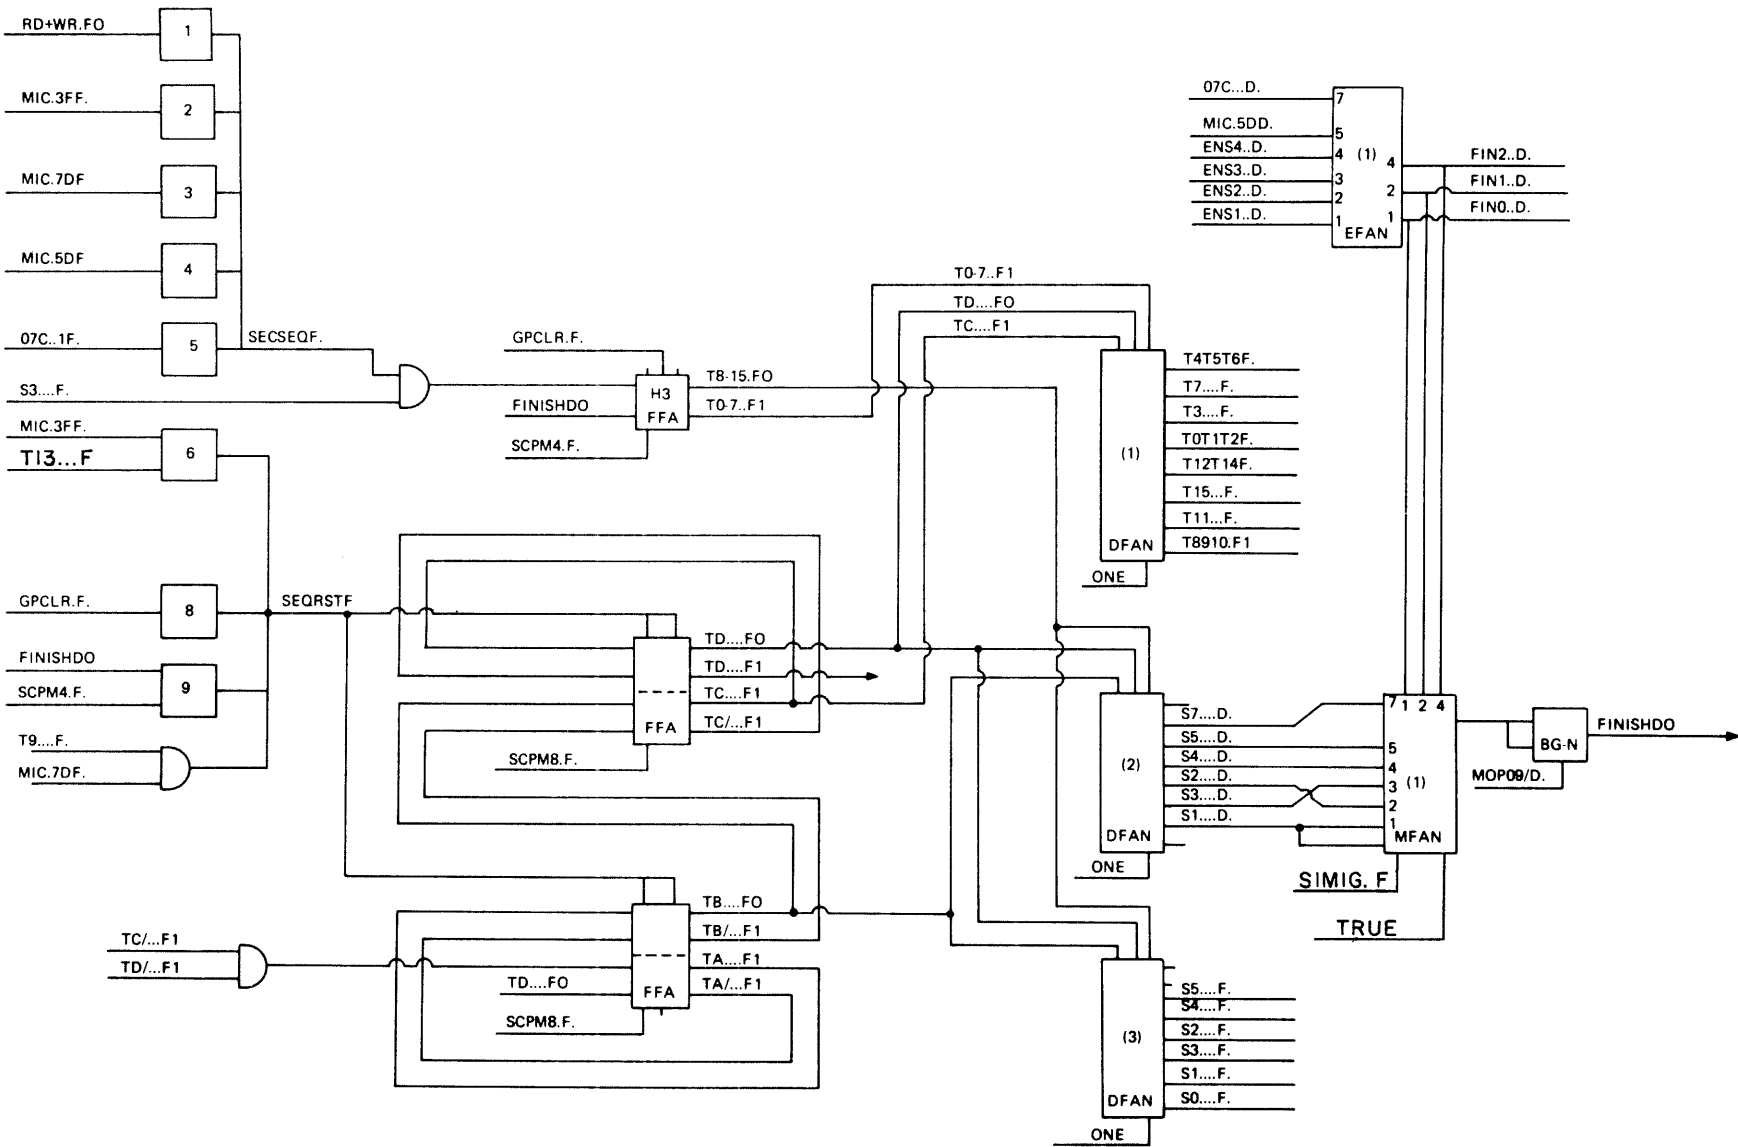 RD+WR.FO
1
MIC.3FF.
2
MIC.7DF
3
MIC.5DF
4
07C..1F.
5
SECSEQF.
S3....F.
MIC.3FF.
TI3...F
6
GPCLR.F.
8
SEQRSTF
FINISHDO
SCPM4.F.
9
T9....F.
MIC.7DF.
TC/...F1
TD/...F1
GPCLR.F.
FINISHDO
SCPM4.F.
H3
FFA
T8-15.FO
T0-7..F1
TD....FO
TD....F1
TC....F1
TC/...F1
FFA
SCPM8.F.
TB....FO
TB/...F1
TA....F1
TA/...F1
FFA
TD....FO
SCPM8.F.
T0-7..F1
TD....FO
TC....F1
(1)
DFAN
ONE
T4T5T6F.
T7....F.
T3....F.
T0T1T2F.
T12T14F.
T15...F.
T11...F.
T8910.F1
07C...D.
MIC.5DD.
ENS4..D.
ENS3..D.
ENS2..D.
ENS1..D.
7
5
4
3
2
1
(1)
4
2
1
EFAN
FIN2..D.
FIN1..D.
FIN0..D.
(2)
DFAN
ONE
S7....D.
S5....D.
S4....D.
S2....D.
S3....D.
S1....D.
7 1 2 4
5
4
3
2
1
(1)
MFAN
SIMIG. F
TRUE
BG-N
MOP09/D.
FINISHDO
(3)
DFAN
ONE
S5....F.
S4....F.
S2....F.
S3....F.
S1....F.
S0....F.